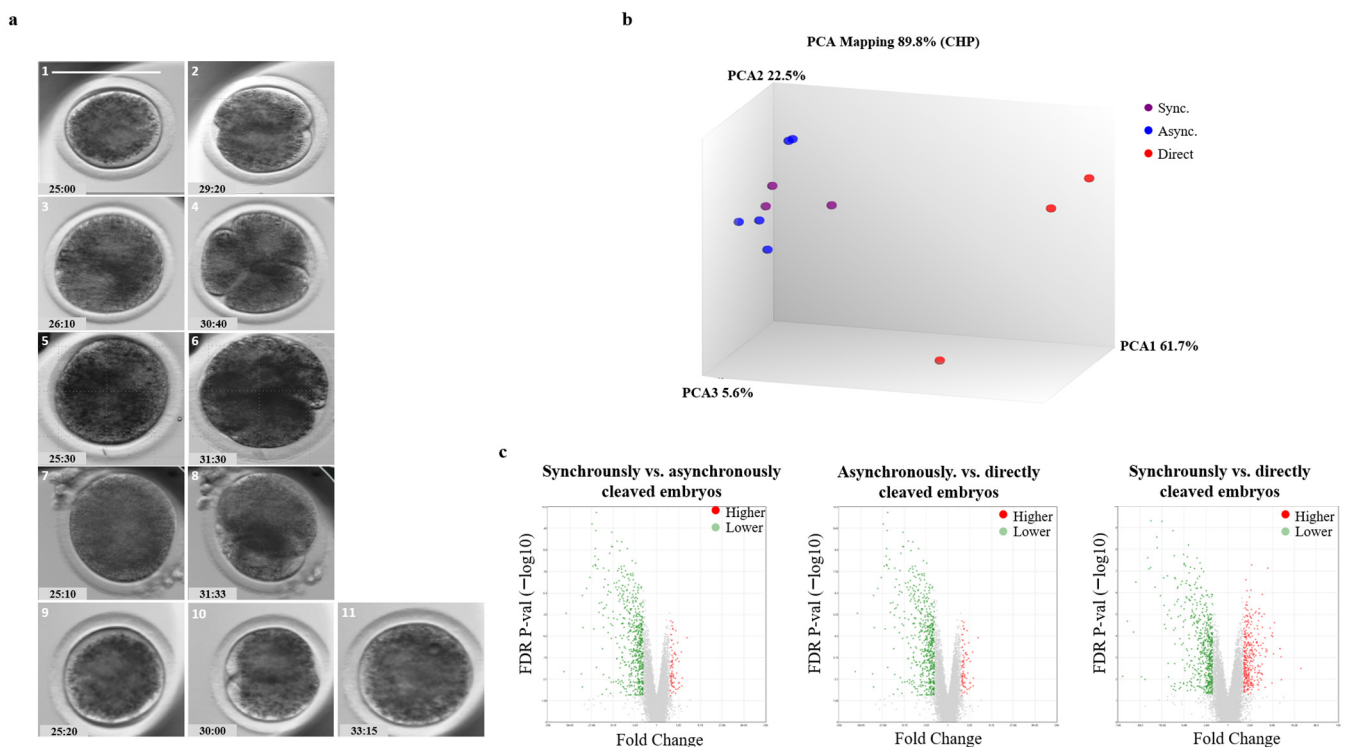 a
1
2
25:00
29:20
3
4
26:10
30:40
5
6
25:30
31:30
7
8
25:10
31:33
9
10
11
25:20
30:00
33:15
b
PCA Mapping 89.8% (CHP)
PCA2 22.5%
Sync.
Async.
Direct
PCA1 61.7%
PCA3 5.6%
c
Synchrounsly vs. asynchronously
cleaved embryos
Higher
Lower
FDR P-val (−log10)
Fold Change
Asynchronously. vs. directly
cleaved embryos
Higher
Lower
FDR P-val (−log10)
Fold Change
Synchrounsly vs. directly
cleaved embryos
Higher
Lower
FDR P-val (−log10)
Fold Change